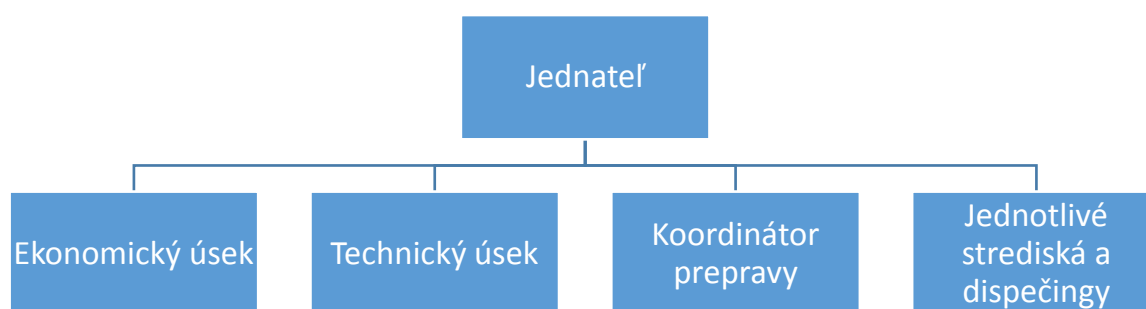 Jednateľ
Ekonomický úsek
Technický úsek
Koordinátor
prepravy
Jednotlivé
strediská a
dispečingy